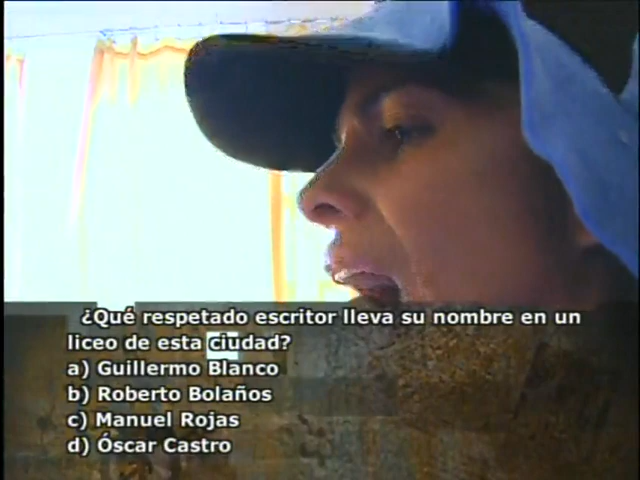 ¿Qué respetado escritor lleva su nombre en un
liceo de esta ciudad?
a) Guillermo Blanco
b) Roberto Bolaños
c) Manuel Rojas
d) Óscar Castro